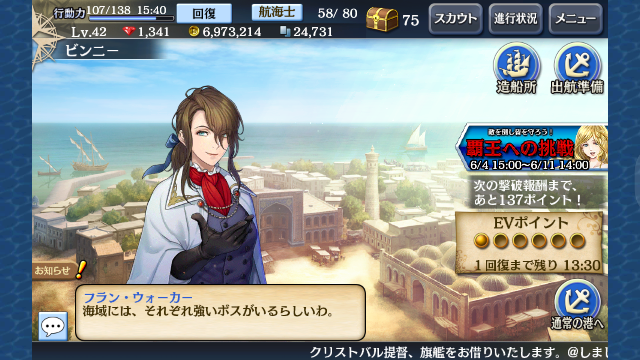 行動力 107/138 15:40
回復
航海士 58/ 80
75
スカウト
進行状況
メニュー
Lv.42 1,341 6,973,214 24,731
ビンニー
造船所
出航準備
敵を倒し皆を守ろう!
覇王への挑戦
6/4 15:00~6/11 14:00
次の撃破報酬まで、
あと137ポイント!
EVポイント
1回復まで残り 13:30
お知らせ
フラン・ウォーカー
海域には、それぞれ強いボスがいるらしいわ。
通常の港へ
クリストバル提督、旗艦をお借りいたします。@しまし